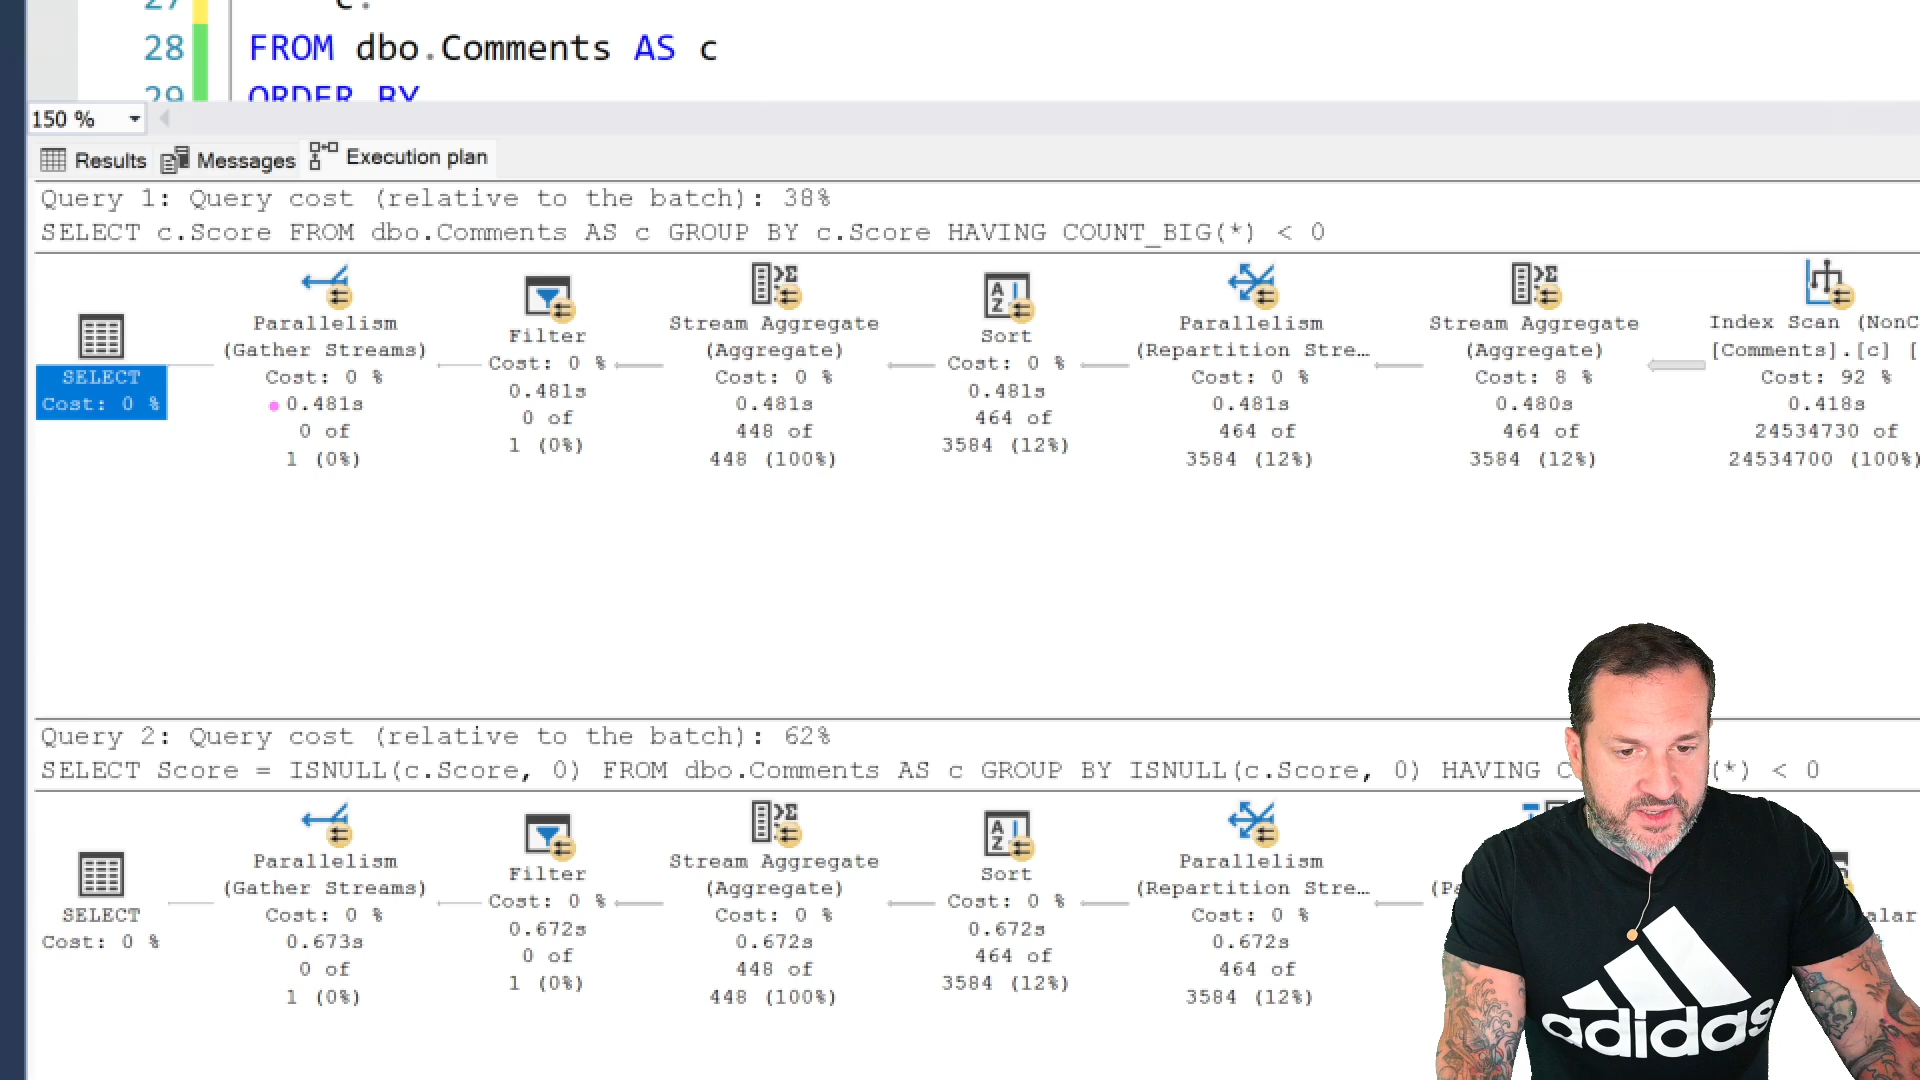 27 c.
28 FROM dbo.Comments AS c
29 ORDER BY
150 %
Results Messages Execution plan
Query 1: Query cost (relative to the batch): 38%
SELECT c.Score FROM dbo.Comments AS c GROUP BY c.Score HAVING COUNT_BIG(*) < 0
SELECT
Cost: 0 %
Parallelism
(Gather Streams)
Cost: 0 %
0.481s
0 of
1 (0%)
Filter
Cost: 0 %
0.481s
0 of
1 (0%)
Stream Aggregate
(Aggregate)
Cost: 0 %
0.481s
448 of
448 (100%)
Sort
Cost: 0 %
0.481s
464 of
3584 (12%)
Parallelism
(Repartition Stre…
Cost: 0 %
0.481s
464 of
3584 (12%)
Stream Aggregate
(Aggregate)
Cost: 8 %
0.480s
464 of
3584 (12%)
Index Scan (NonC
[Comments].[c] [
Cost: 92 %
0.418s
24534730 of
24534700 (100%)
Query 2: Query cost (relative to the batch): 62%
SELECT Score = ISNULL(c.Score, 0) FROM dbo.Comments AS c GROUP BY ISNULL(c.Score, 0) HAVING C (*) < 0
SELECT
Cost: 0 %
Parallelism
(Gather Streams)
Cost: 0 %
0.673s
0 of
1 (0%)
Filter
Cost: 0 %
0.672s
0 of
1 (0%)
Stream Aggregate
(Aggregate)
Cost: 0 %
0.672s
448 of
448 (100%)
Sort
Cost: 0 %
0.672s
464 of
3584 (12%)
Parallelism
(Repartition Stre…
Cost: 0 %
0.672s
464 of
3584 (12%)
(Pa
alar
adidas